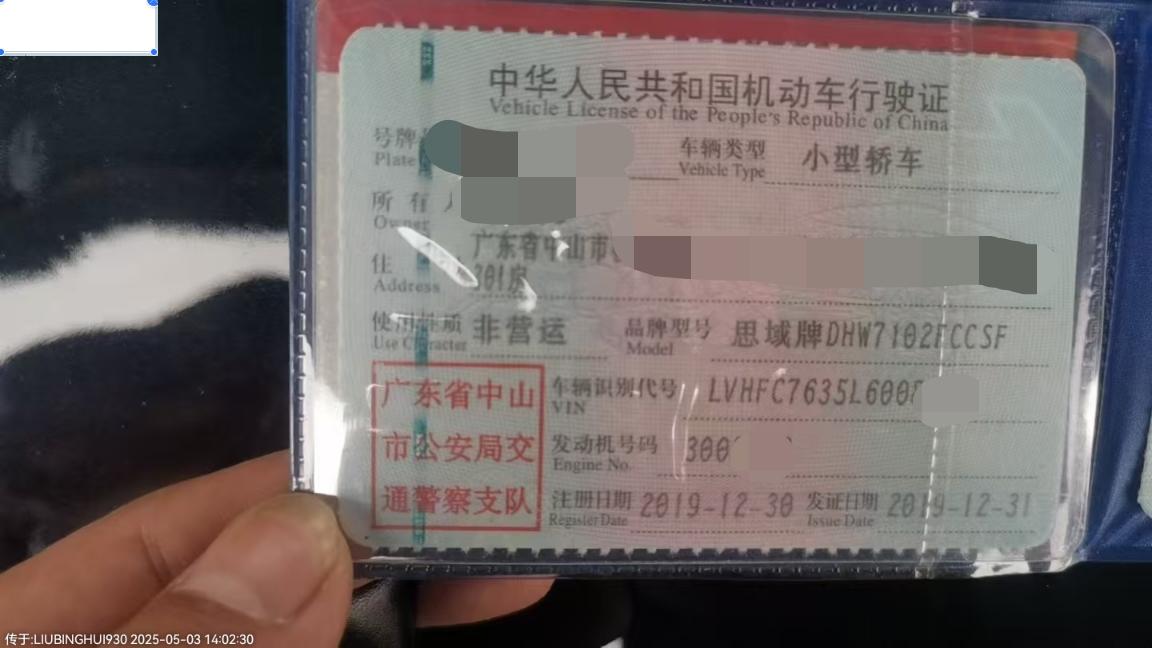 中华人民共和国机动车行驶证
Vehicle License of the People's Republic of China
号牌 车辆类型 小型轿车
Plate Vehicle Type
所有
Owner
住 广东省中山市
Address 301房
使用性质 非营运 品牌型号 思域牌DHW7102FCCSF
Use Character Model
广东省中山
市公安局交
通警察支队
车辆识别代号 LVHFC7635L600
VIN
发动机号码 300
Engine No.
注册日期 2019-12-30 发证日期 2019-12-31
Register Date Issue Date
传于:LIUBINGHUI930 2025-05-03 14:02:30